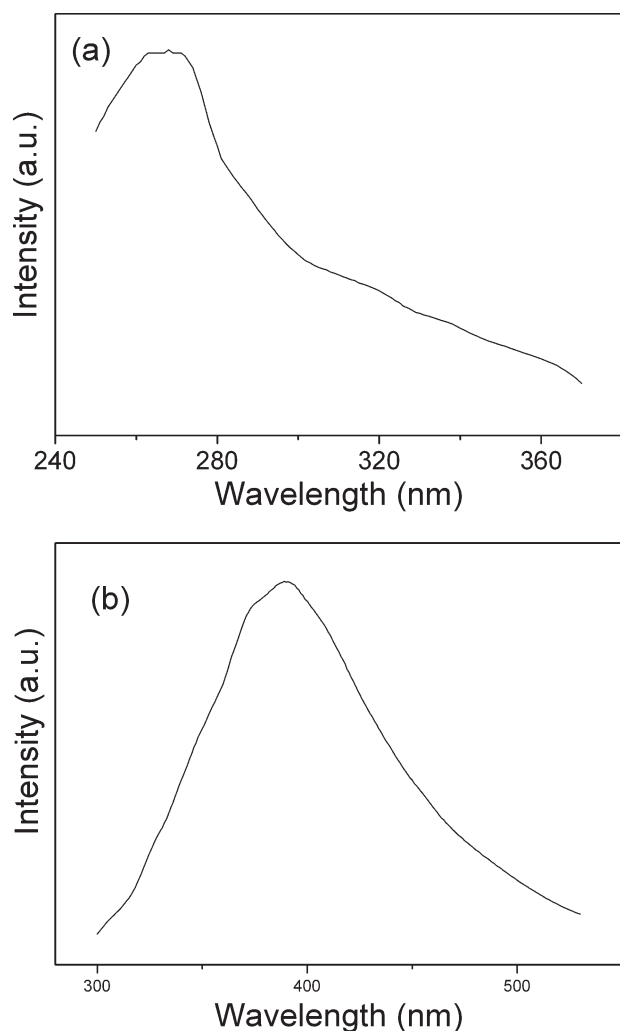 (a)
Intensity (a.u.)
240 280 320 360
Wavelength (nm)
(b)
Intensity (a.u.)
300 400 500
Wavelength (nm)